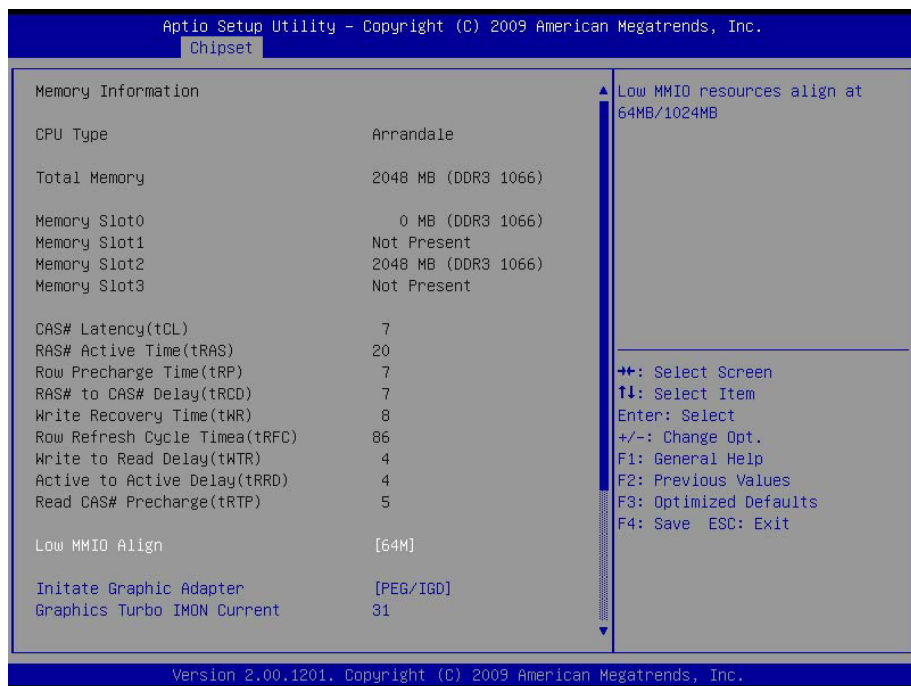 Aptio Setup Utility – Copyright (C) 2009 American Megatrends, Inc.
Chipset
Memory Information
CPU Type Arrandale
Total Memory 2048 MB (DDR3 1066)
Memory Slot0 0 MB (DDR3 1066)
Memory Slot1 Not Present
Memory Slot2 2048 MB (DDR3 1066)
Memory Slot3 Not Present
CAS# Latency(tCL) 7
RAS# Active Time(tRAS) 20
Row Precharge Time(tRP) 7
RAS# to CAS# Delay(tRCD) 7
Write Recovery Time(tWR) 8
Row Refresh Cycle Timea(tRFC) 86
Write to Read Delay(tWTR) 4
Active to Active Delay(tRRD) 4
Read CAS# Precharge(tRTP) 5
Low MMIO Align [64M]
Initate Graphic Adapter [PEG/IGD]
Graphics Turbo IMON Current 31
Low MMIO resources align at
64MB/1024MB
→←: Select Screen
↑↓: Select Item
Enter: Select
+/-: Change Opt.
F1: General Help
F2: Previous Values
F3: Optimized Defaults
F4: Save ESC: Exit
Version 2.00.1201. Copyright (C) 2009 American Megatrends, Inc.